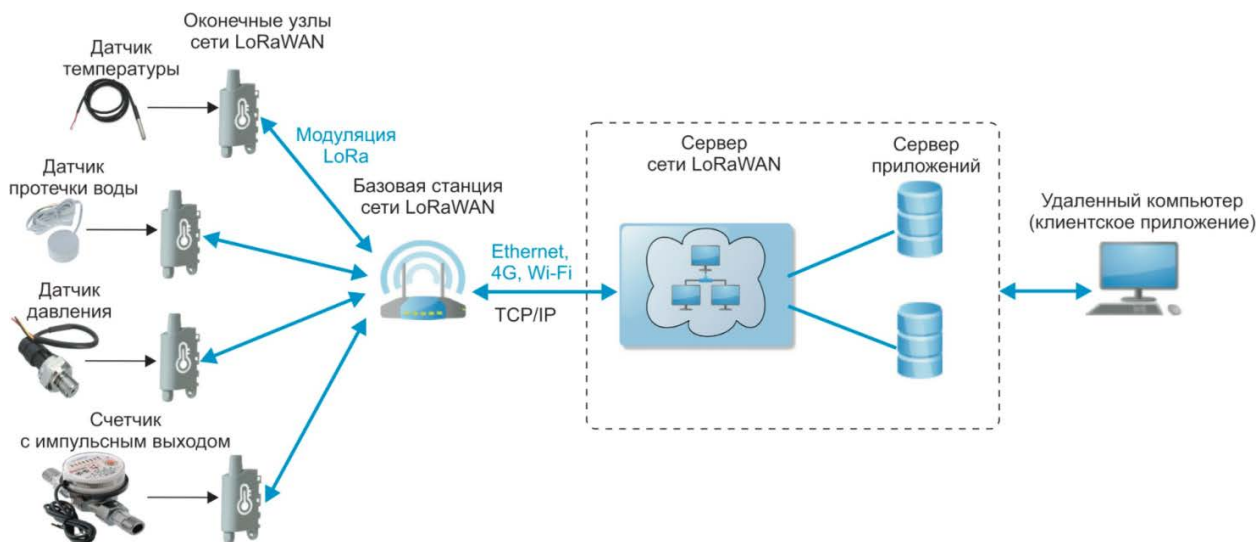 Оконечные узлы
сети LoRaWAN
Датчик
температуры
Модуляция
LoRa
Датчик
протечки воды
Базовая станция
сети LoRaWAN
Датчик
давления
Счетчик
с импульсным выходом
Ethernet,
4G, Wi-Fi
TCP/IP
Сервер
сети LoRaWAN
Сервер
приложений
Удаленный компьютер
(клиентское приложение)